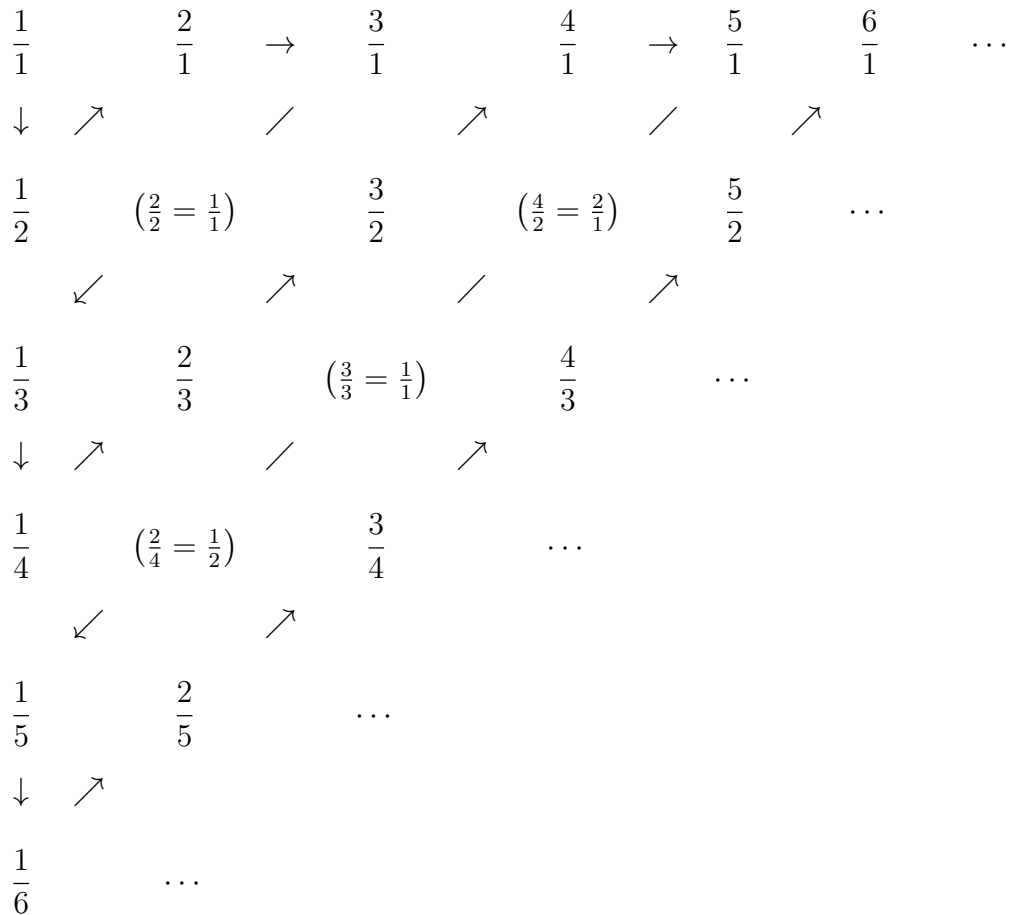 1/1 2/1 → 3/1 4/1 → 5/1 6/1 ⋯
↓ ↗ ∕ ↗ ∕ ↗
1/2 (2/2 = 1/1) 3/2 (4/2 = 2/1) 5/2 ⋯
↙ ↗ ∕ ↗
1/3 2/3 (3/3 = 1/1) 4/3 ⋯
↓ ↗ ∕ ↗
1/4 (2/4 = 1/2) 3/4 ⋯
↙ ↗
1/5 2/5 ⋯
↓ ↗
1/6 ⋯